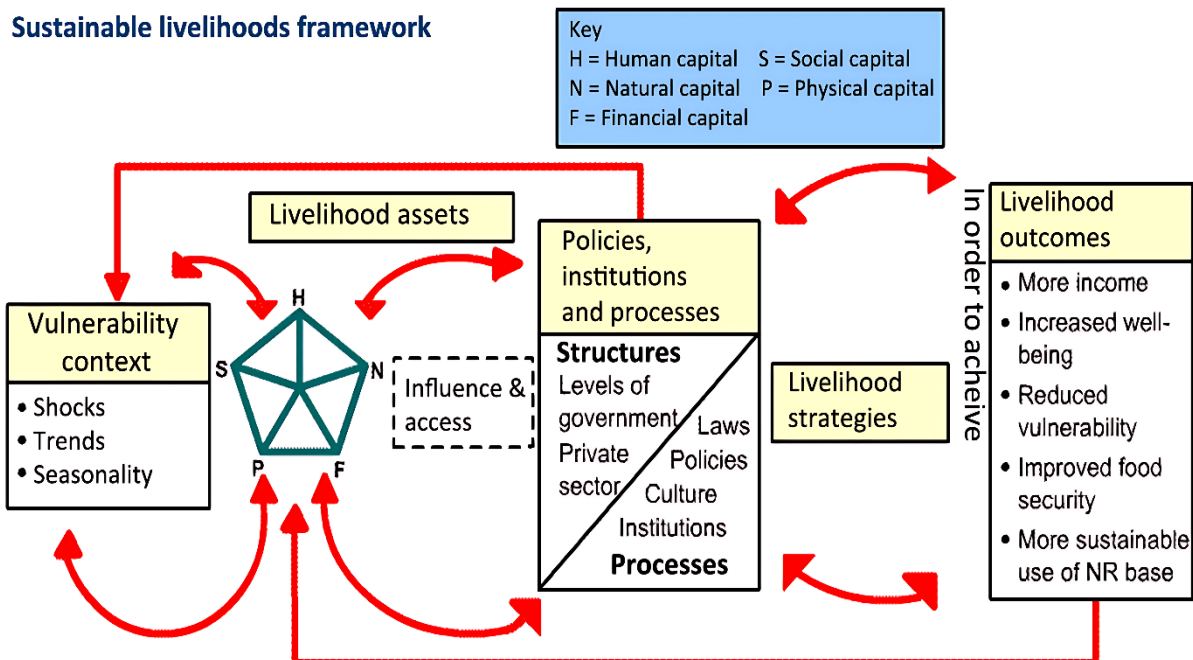 Sustainable livelihoods framework
Key
H = Human capital S = Social capital
N = Natural capital P = Physical capital
F = Financial capital
Livelihood assets
Vulnerability
context
• Shocks
• Trends
• Seasonality
H
S
N
P
F
Influence &
access
Policies,
institutions
and processes
Structures
Levels of
government
Private
sector
Laws
Policies
Culture
Institutions
Processes
Livelihood
strategies
In order to acheive
Livelihood
outcomes
• More income
• Increased well-
being
• Reduced
vulnerability
• Improved food
security
• More sustainable
use of NR base